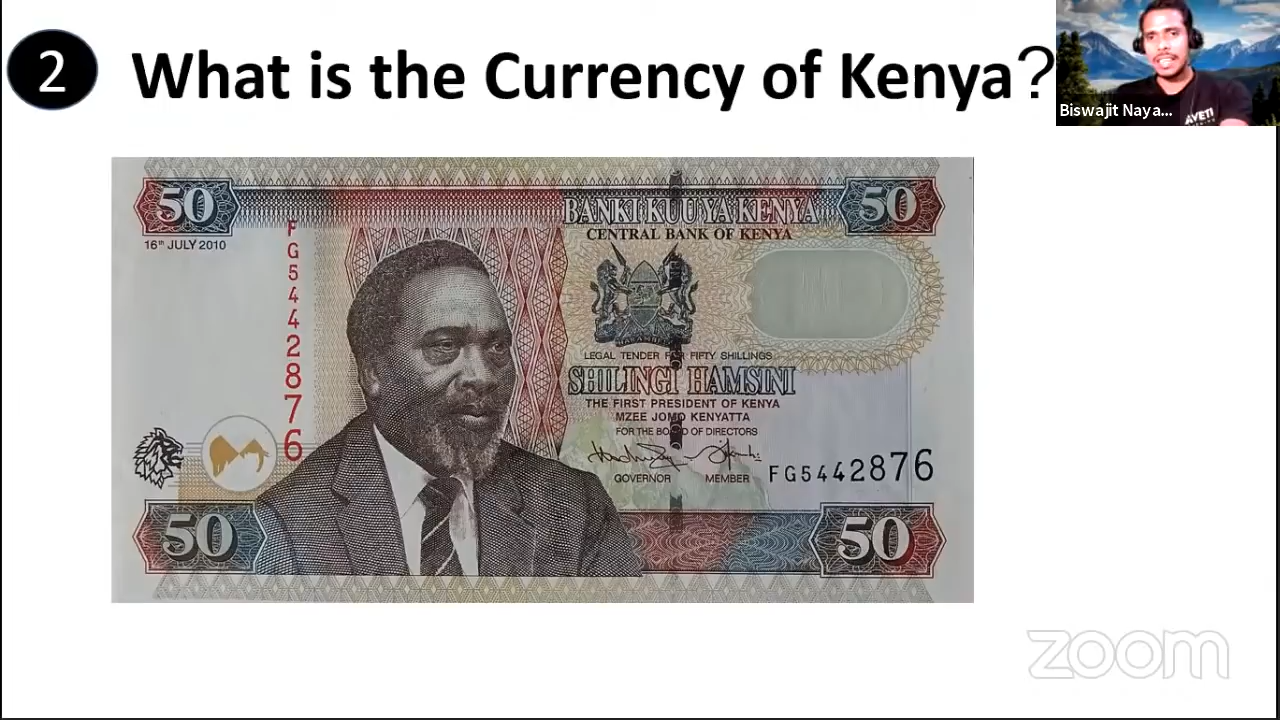 2 What is the Currency of Kenya?
Biswajit Naya...
AVETI
50 BANKI KUU YA KENYA 50
CENTRAL BANK OF KENYA
16th JULY 2010
FG5442876
LEGAL TENDER FOR FIFTY SHILLINGS
SHILINGI HAMSINI
THE FIRST PRESIDENT OF KENYA
MZEE JOMO KENYATTA
FOR THE BOARD OF DIRECTORS
GOVERNOR MEMBER
FG5442876
50 50
zoom